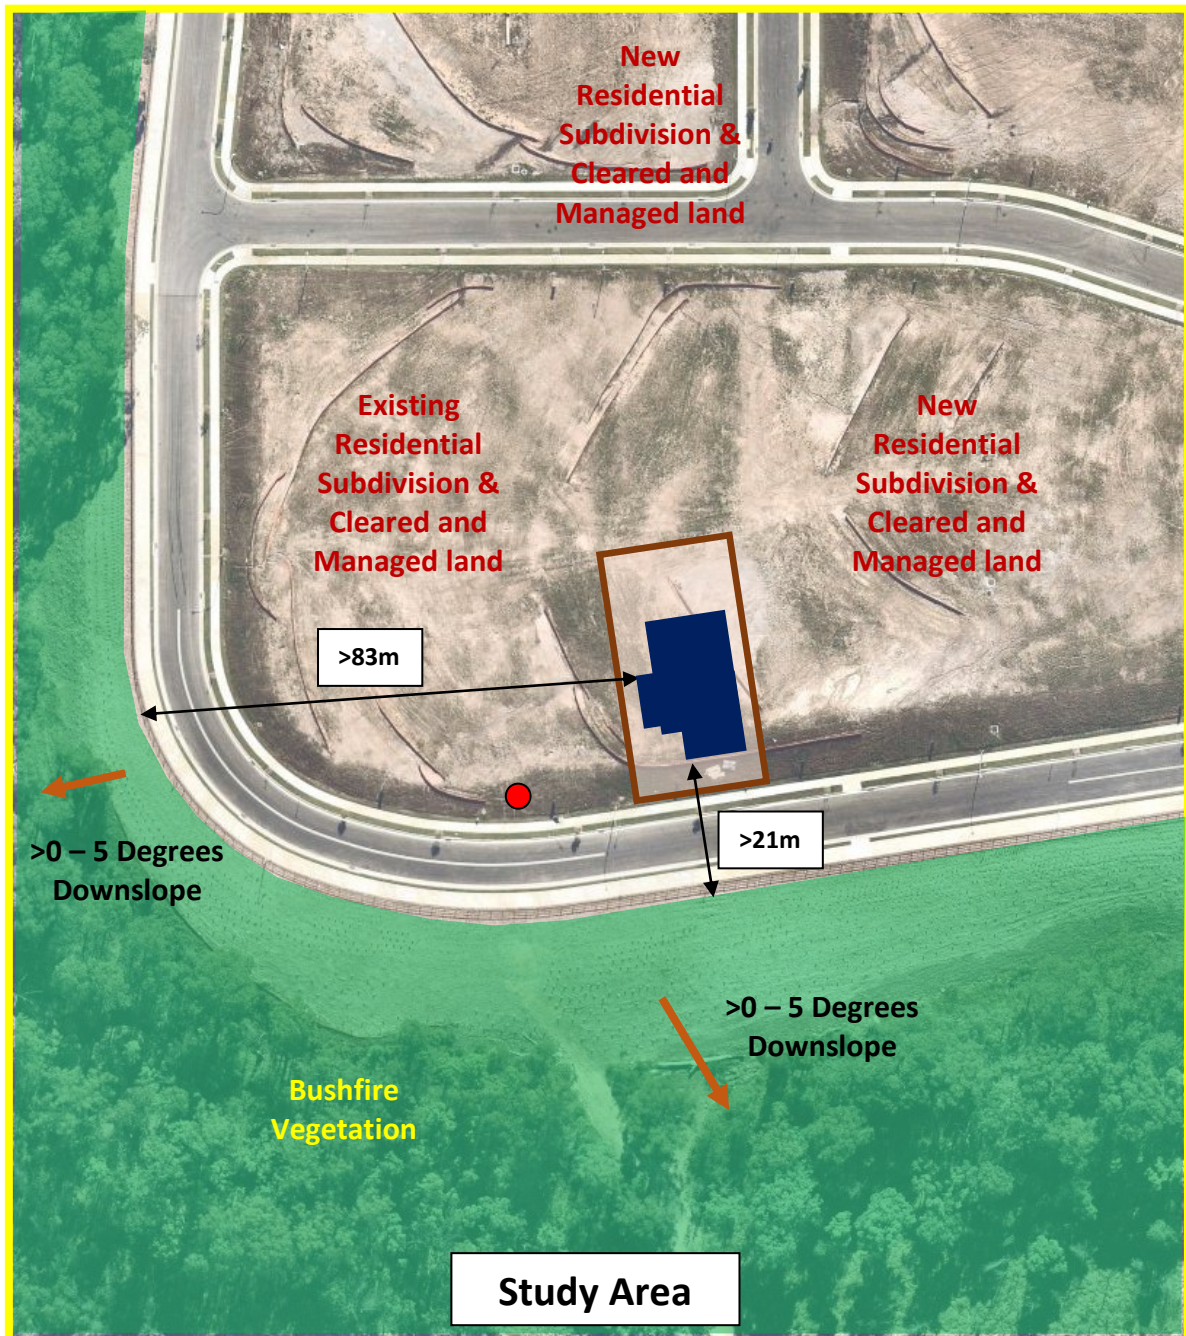 New
Residential
Subdivision &
Cleared and
Managed land
Existing
Residential
Subdivision &
Cleared and
Managed land
New
Residential
Subdivision &
Cleared and
Managed land
>83m
>21m
>0 – 5 Degrees
Downslope
>0 – 5 Degrees
Downslope
Bushfire
Vegetation
Study Area